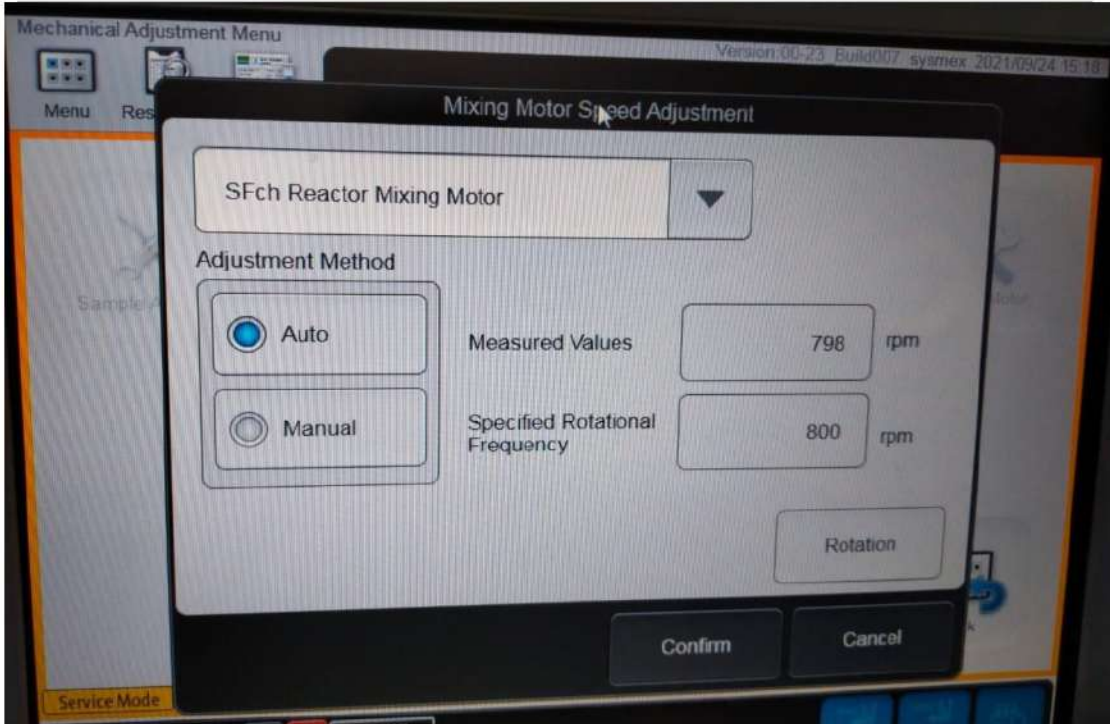 Mechanical Adjustment Menu
Version:00-23 Build007 sysmex 2021/09/24 15:18
Menu
Res
Mixing Motor Speed Adjustment
SFch Reactor Mixing Motor
Adjustment Method
Sample A
Auto
Measured Values
798
rpm
Manual
Specified Rotational
Frequency
800
rpm
Rotation
Confirm
Cancel
Service Mode